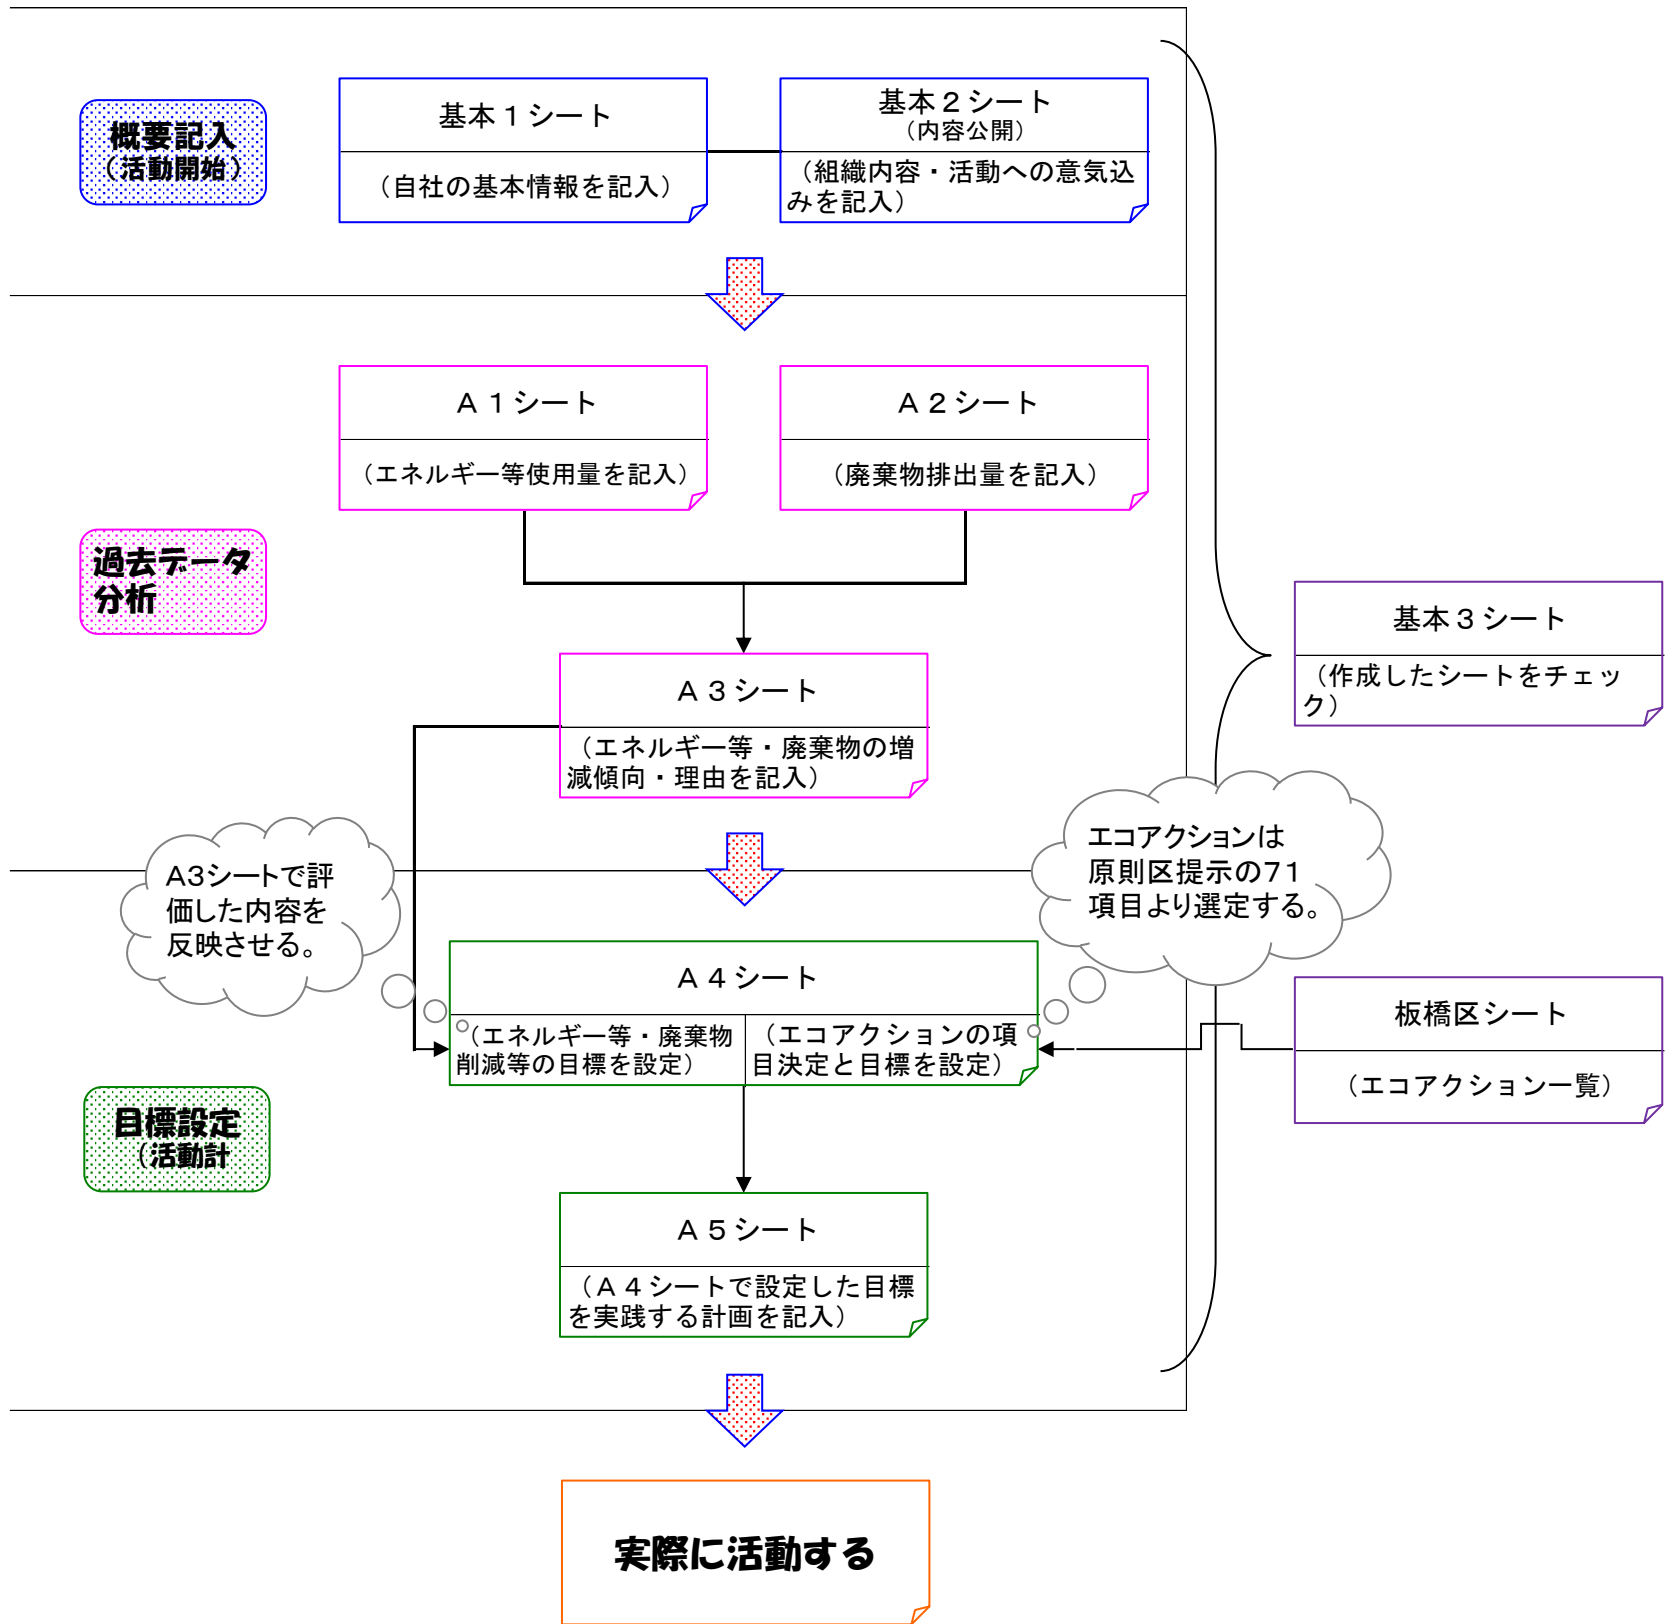 概要記入
（活動開始）
基本１シート
（自社の基本情報を記入）
基本２シート
（内容公開）
（組織内容・活動への意気込
みを記入）
Ａ１シート
（エネルギー等使用量を記入）
Ａ２シート
（廃棄物排出量を記入）
過去データ
分析
Ａ３シート
（エネルギー等・廃棄物の増
減傾向・理由を記入）
基本３シート
（作成したシートをチェッ
ク）
A3シートで評
価した内容を
反映させる。
エコアクションは
原則区提示の71
項目より選定する。
Ａ４シート
（エネルギー等・廃棄物
削減等の目標を設定）
（エコアクションの項
目決定と目標を設定）
板橋区シート
（エコアクション一覧）
目標設定
（活動計
Ａ５シート
（Ａ４シートで設定した目標
を実践する計画を記入）
実際に活動する